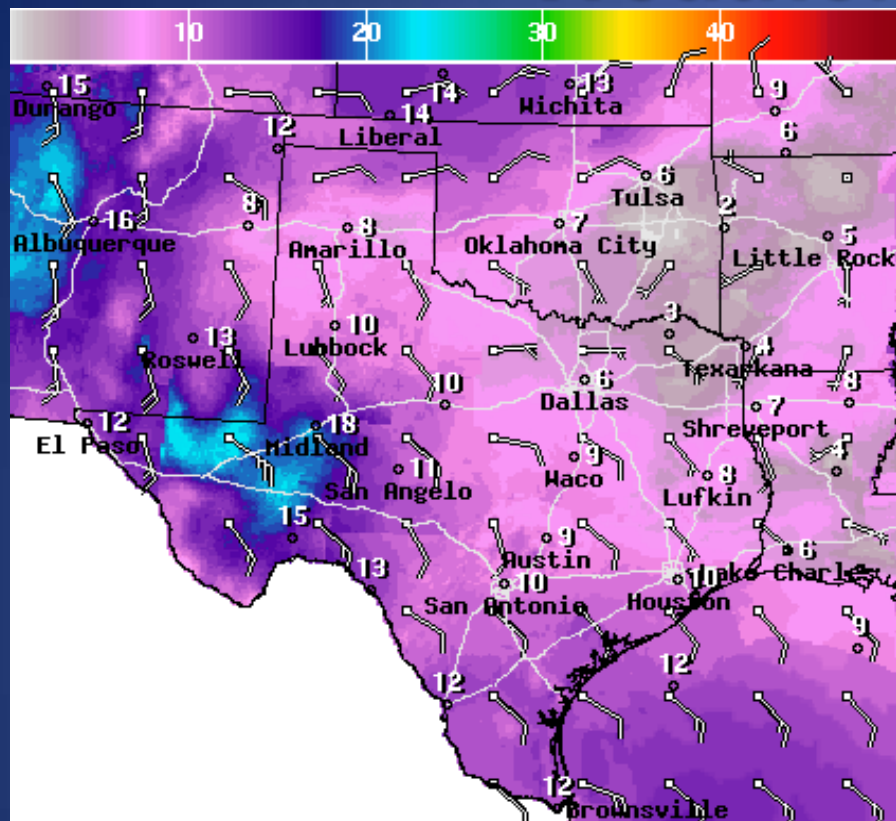 10 20 30 40
15 13
Durango 14 Wichita 9
14
12 Liberal 6
6
Tulsa
16 8 8 7 2 5
Albuquerque Amarillo Oklahoma City Little Rock
13 10 3
Roswell Lubbock 4
Texarkana
6
10 Dallas 7 8
12 18 Shreveport
El Paso Midland
11 9 8 4
San Angelo Waco Lufkin
15 9 6
Austin Lake Charles
13 10 10
San Antonio Houston
9
12 12
12
Brownsville